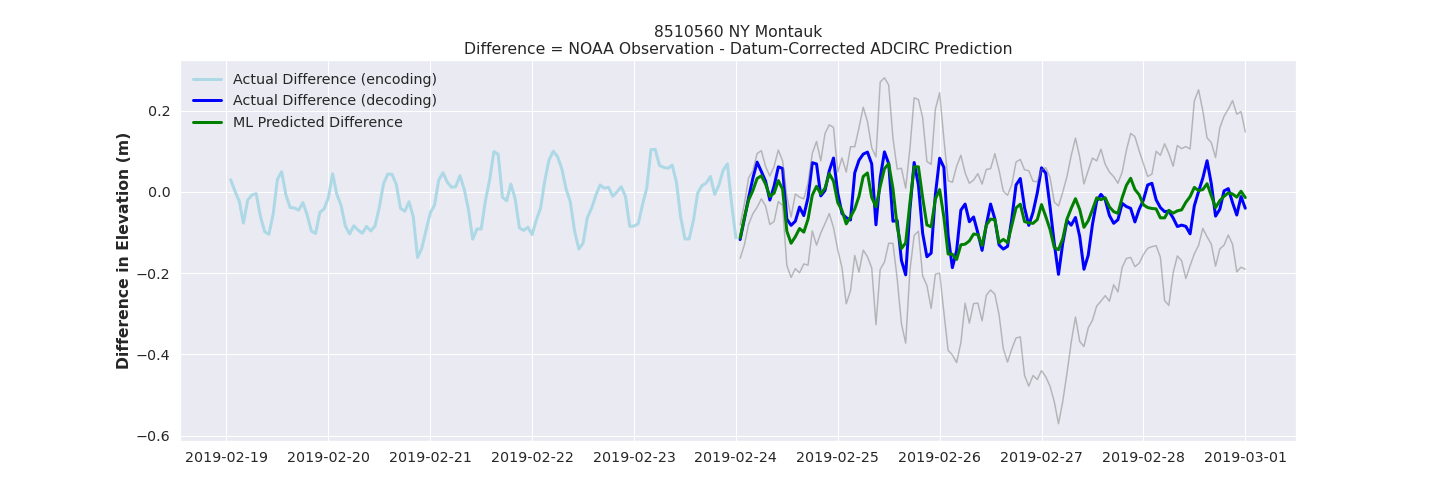 8510560 NY Montauk
Difference = NOAA Observation - Datum-Corrected ADCIRC Prediction
Actual Difference (encoding)
Actual Difference (decoding)
ML Predicted Difference
Difference in Elevation (m)
0.2
0.0
−0.2
−0.4
−0.6
2019-02-19 2019-02-20 2019-02-21 2019-02-22 2019-02-23 2019-02-24 2019-02-25 2019-02-26 2019-02-27 2019-02-28 2019-03-01